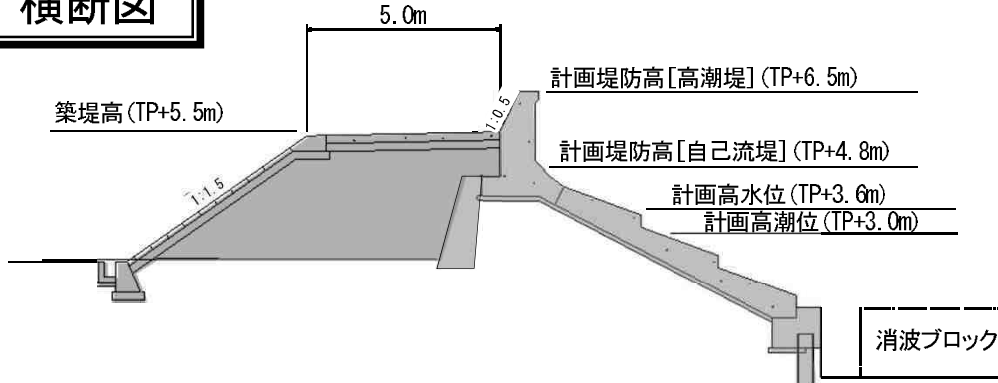 横断図
5.0m
計画堤防高[高潮堤](TP+6.5m)
築堤高(TP+5.5m)
1:0.5
計画堤防高[自己流堤](TP+4.8m)
1:1.5
計画高水位(TP+3.6m)
計画高潮位(TP+3.0m)
消波ブロック